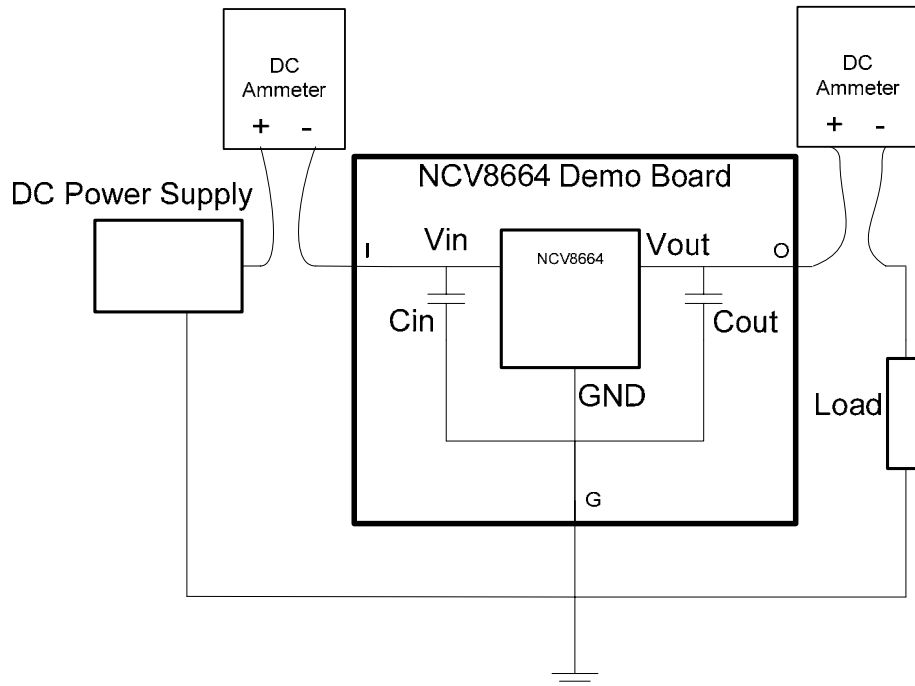 DC
Ammeter
+ -
DC
Ammeter
+ -
DC Power Supply
NCV8664 Demo Board
I
Vin
NCV8664
Vout
O
Cin
Cout
GND
Load
G